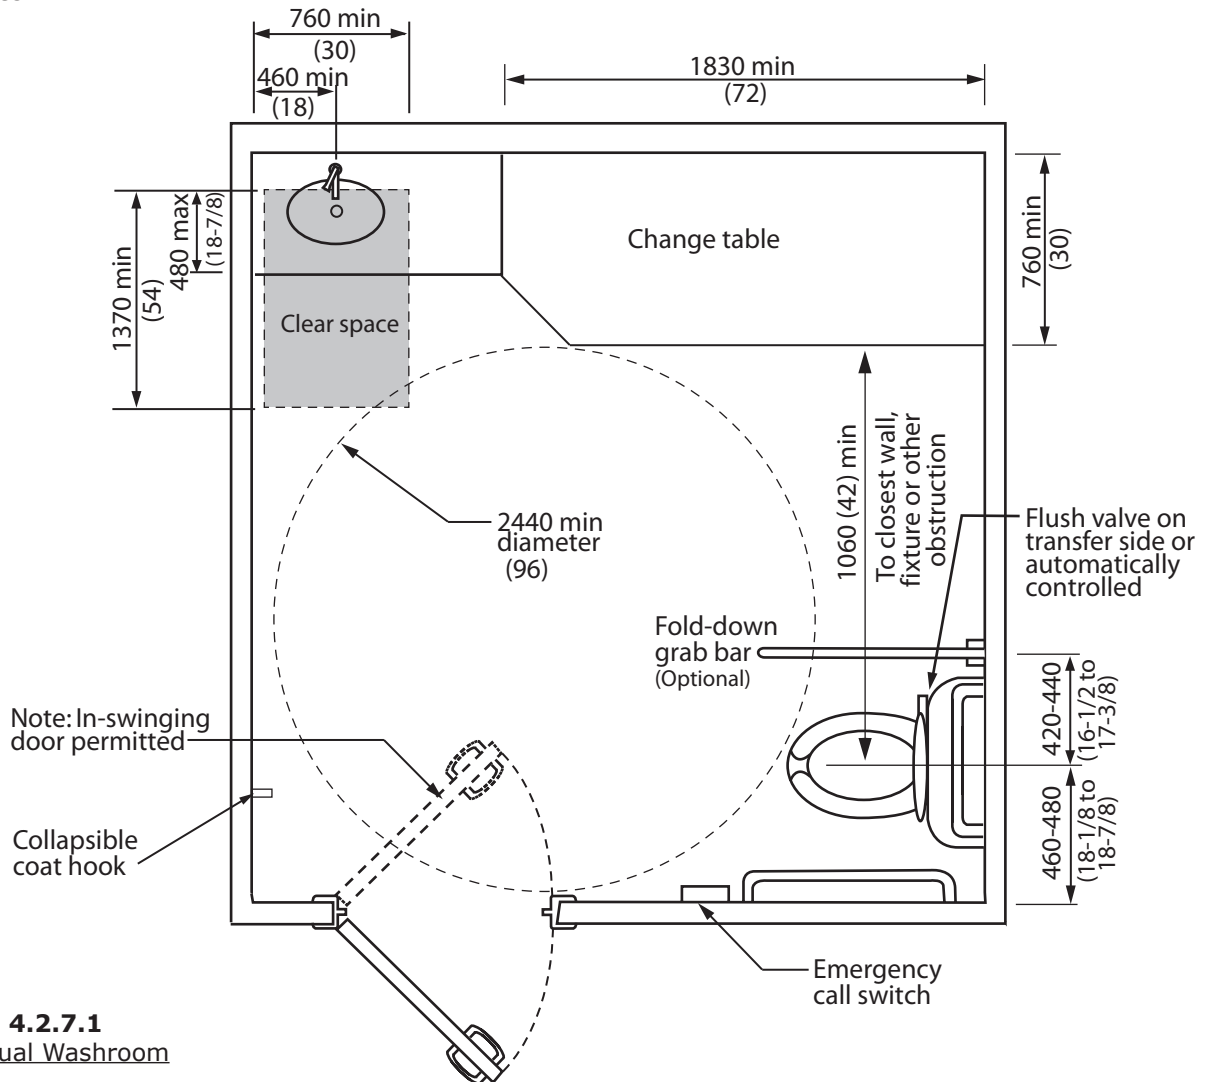 760 min
(30)
460 min
(18)
1830 min
(72)
480 max
(18-7/8)
1370 min
(54)
Change table
760 min
(30)
Clear space
1060 (42) min
To closest wall,
fixture or other
obstruction
2440 min
diameter
(96)
Flush valve on
transfer side or
automatically
controlled
Fold-down
grab bar
(Optional)
420-440
(16-1/2 to
17-3/8)
Note: In-swinging
door permitted
460-480
(18-1/8 to
18-7/8)
Collapsible
coat hook
Emergency
call switch
4.2.7.1
ual Washroom